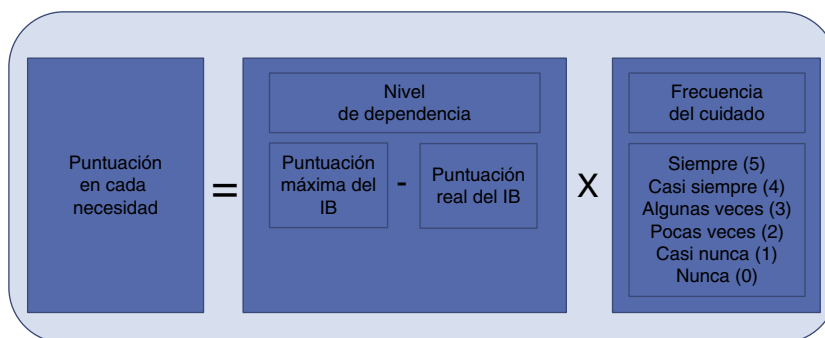 Puntuación
en cada
necesidad
=
Nivel
de dependencia
Puntuación
máxima del
IB
-
Puntuación
real del IB
X
Frecuencia
del cuidado
Siempre (5)
Casi siempre (4)
Algunas veces (3)
Pocas veces (2)
Casi nunca (1)
Nunca (0)